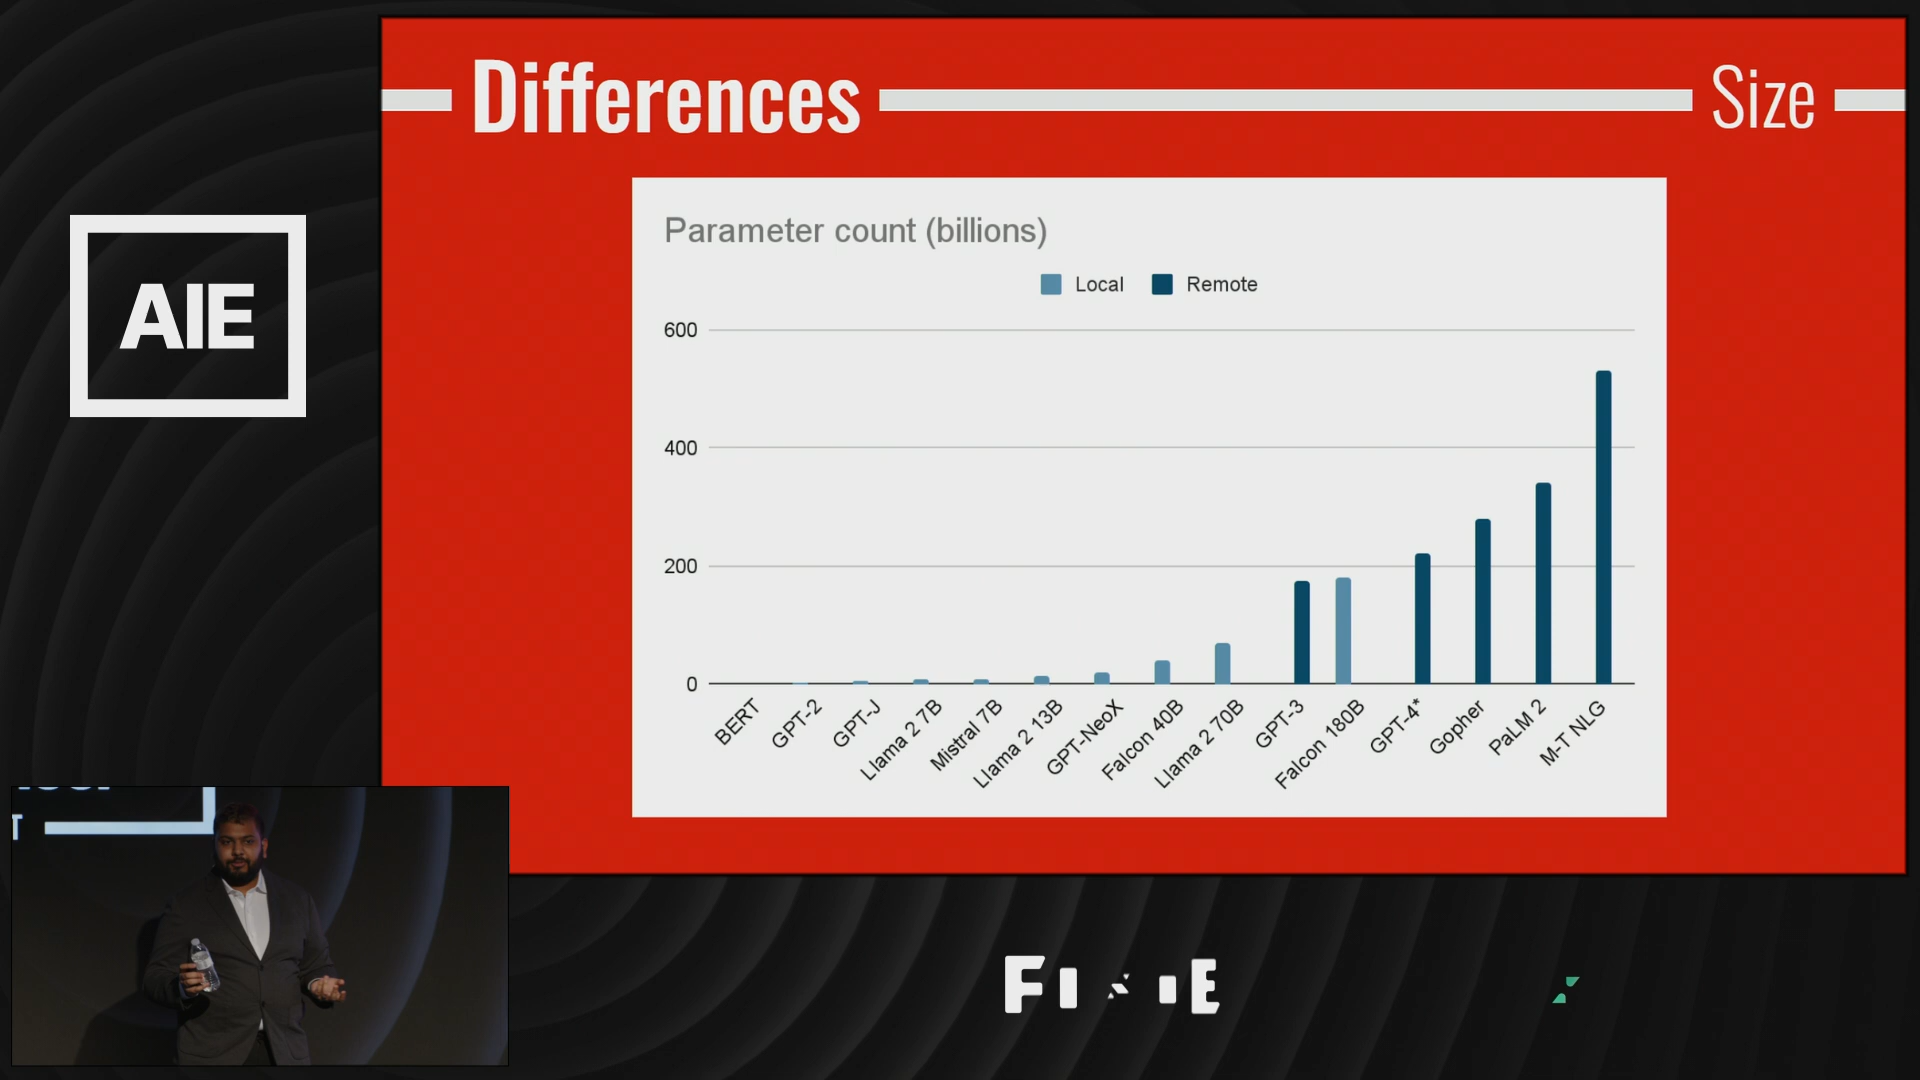 Differences
Size
AIE
Parameter count (billions)
Local
Remote
600
400
200
0
BERT
GPT-2
GPT-J
Llama 2 7B
Mistral 7B
Llama 2 13B
GPT-NeoX
Falcon 40B
Llama 2 70B
GPT-3
Falcon 180B
GPT-4*
Gopher
PaLM 2
M-T NLG
T